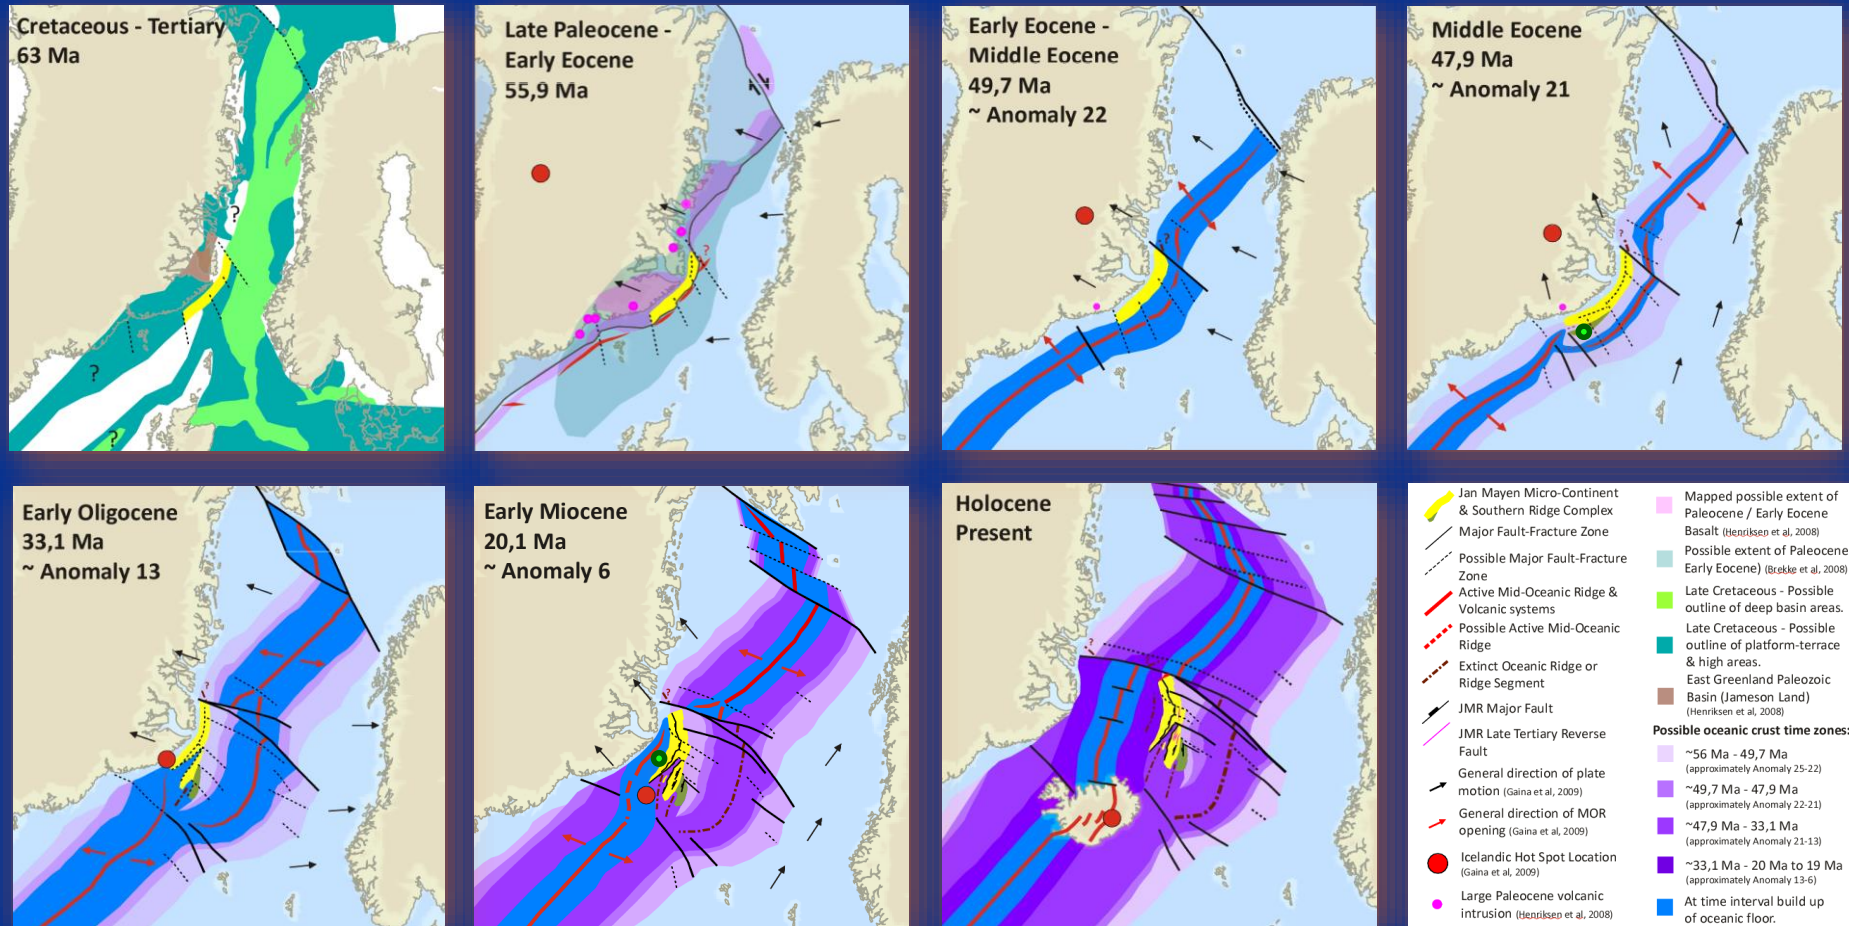 Cretaceous - Tertiary
63 Ma
?
?
?
Late Paleocene -
Early Eocene
55,9 Ma
?
Early Eocene -
Middle Eocene
49,7 Ma
~ Anomaly 22
?
Middle Eocene
47,9 Ma
~ Anomaly 21
?
Early Oligocene
33,1 Ma
~ Anomaly 13
?
Early Miocene
20,1 Ma
~ Anomaly 6
?
Holocene
Present
?
Jan Mayen Micro-Continent
& Southern Ridge Complex
Major Fault-Fracture Zone
Possible Major Fault-Fracture
Zone
Active Mid-Oceanic Ridge &
Volcanic systems
Possible Active Mid-Oceanic
Ridge
Extinct Oceanic Ridge or
Ridge Segment
JMR Major Fault
JMR Late Tertiary Reverse
Fault
General direction of plate
motion (Gaina et al, 2009)
General direction of MOR
opening (Gaina et al, 2009)
Icelandic Hot Spot Location
(Gaina et al, 2009)
Large Paleocene volcanic
intrusion (Henriksen et al, 2008)
Mapped possible extent of
Paleocene / Early Eocene
Basalt (Henriksen et al, 2008)
Possible extent of Paleocene
Early Eocene) (Brekke et al, 2008)
Late Cretaceous - Possible
outline of deep basin areas.
Late Cretaceous - Possible
outline of platform-terrace
& high areas.
East Greenland Paleozoic
Basin (Jameson Land)
(Henriksen et al, 2008)
Possible oceanic crust time zones:
~56 Ma - 49,7 Ma
(approximately Anomaly 25-22)
~49,7 Ma - 47,9 Ma
(approximately Anomaly 22-21)
~47,9 Ma - 33,1 Ma
(approximately Anomaly 21-13)
~33,1 Ma - 20 Ma to 19 Ma
(approximately Anomaly 13-6)
At time interval build up
of oceanic floor.